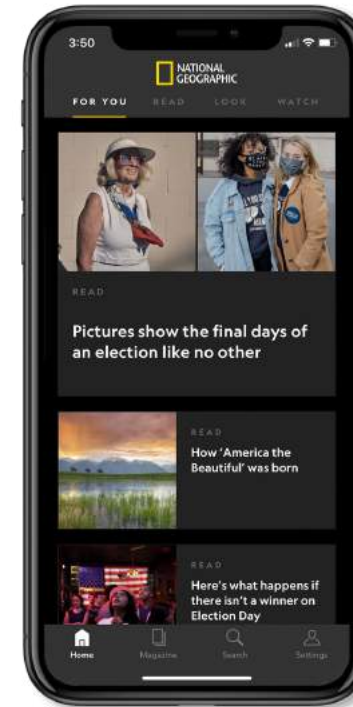 3:50
NATIONAL
GEOGRAPHIC
FOR YOU READ LOOK WATCH
READ
Pictures show the final days of
an election like no other
READ
How 'America the
Beautiful' was born
READ
Here's what happens if
there isn't a winner on
Election Day
Home Magazine Search Settings